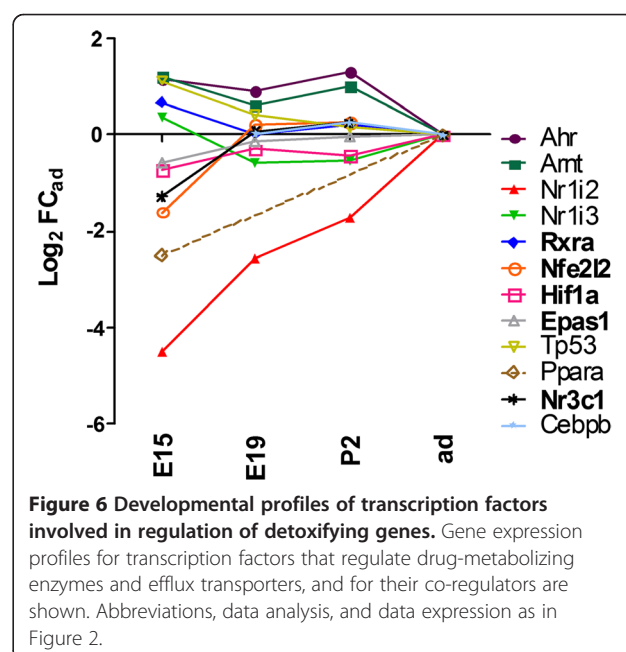 2
0
-2
-4
-6
Log₂ FCad
E15
E19
P2
ad
Ahr
Arnt
Nr1i2
Nr1i3
Rxra
Nfe2l2
Hif1a
Epas1
Tp53
Ppara
Nr3c1
Cebpb
Figure 6 Developmental profiles of transcription factors
involved in regulation of detoxifying genes. Gene expression
profiles for transcription factors that regulate drug-metabolizing
enzymes and efflux transporters, and for their co-regulators are
shown. Abbreviations, data analysis, and data expression as in
Figure 2.